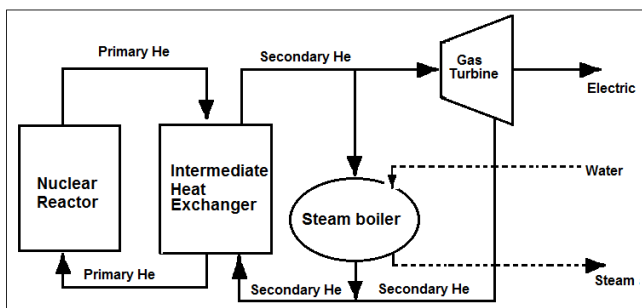 Primary He
Secondary He
Gas
Turbine
Electric
Nuclear
Reactor
Intermediate
Heat
Exchanger
Water
Steam boiler
Primary He
Secondary He
Secondary He
Steam